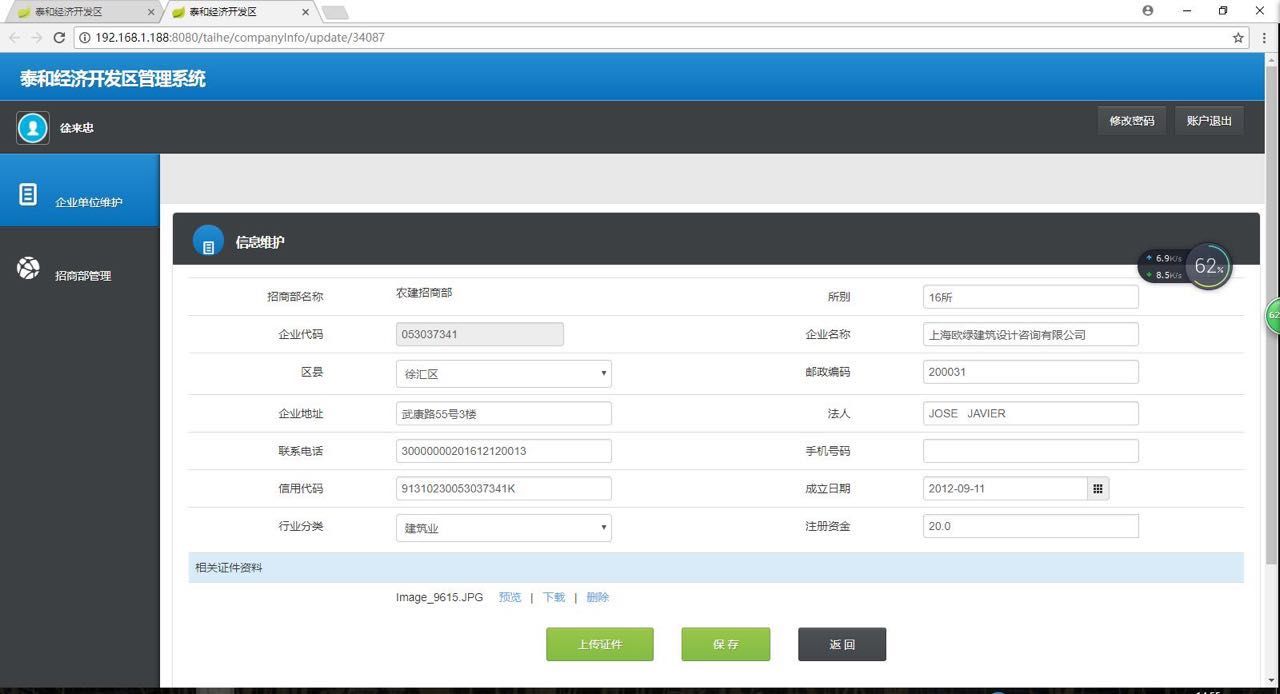 泰和经济开发区
泰和经济开发区
192.168.1.188:8080/taihe/companyInfo/update/34087
泰和经济开发区管理系统
徐来忠
修改密码
账户退出
企业单位维护
招商部管理
信息维护
6.9K/s
8.5K/s
62%
62
招商部名称 农建招商部 所别 16所
企业代码 053037341 企业名称 上海欧绿建筑设计咨询有限公司
区县 徐汇区 邮政编码 200031
企业地址 武康路55号3楼 法人 JOSE JAVIER
联系电话 30000000201612120013 手机号码
信用代码 91310230053037341K 成立日期 2012-09-11
行业分类 建筑业 注册资金 20.0
相关证件资料
Image_9615.JPG 预览 | 下载 | 删除
上传证件 保存 返回